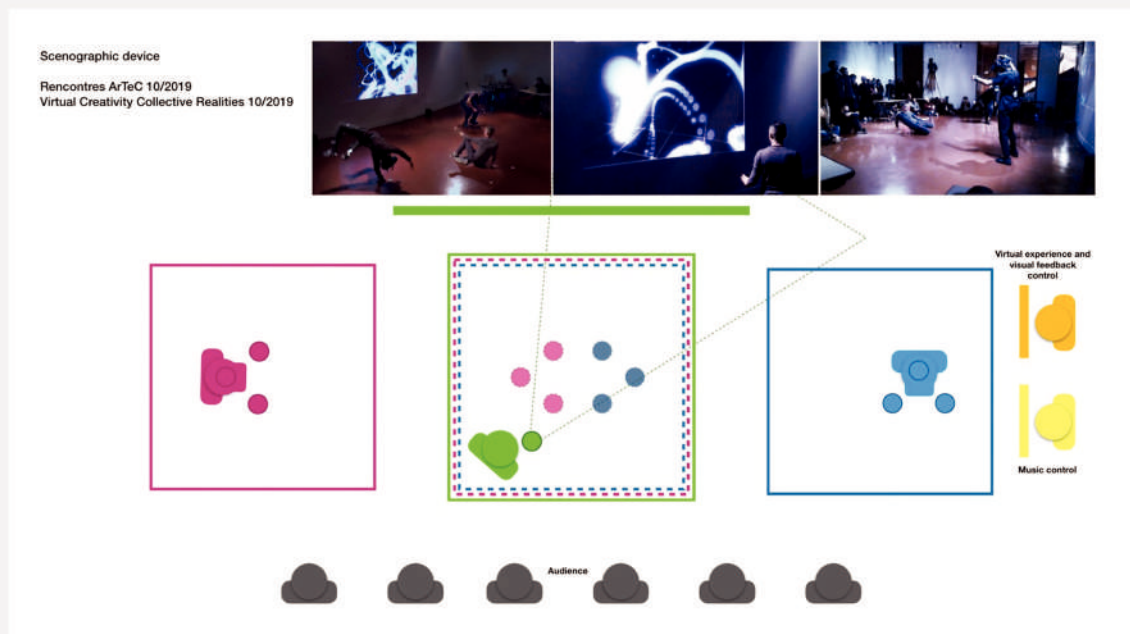 Scenographic device
Rencontres ArTeC 10/2019
Virtual Creativity Collective Realities 10/2019
Virtual experience and
visual feedback
control
Music control
Audience